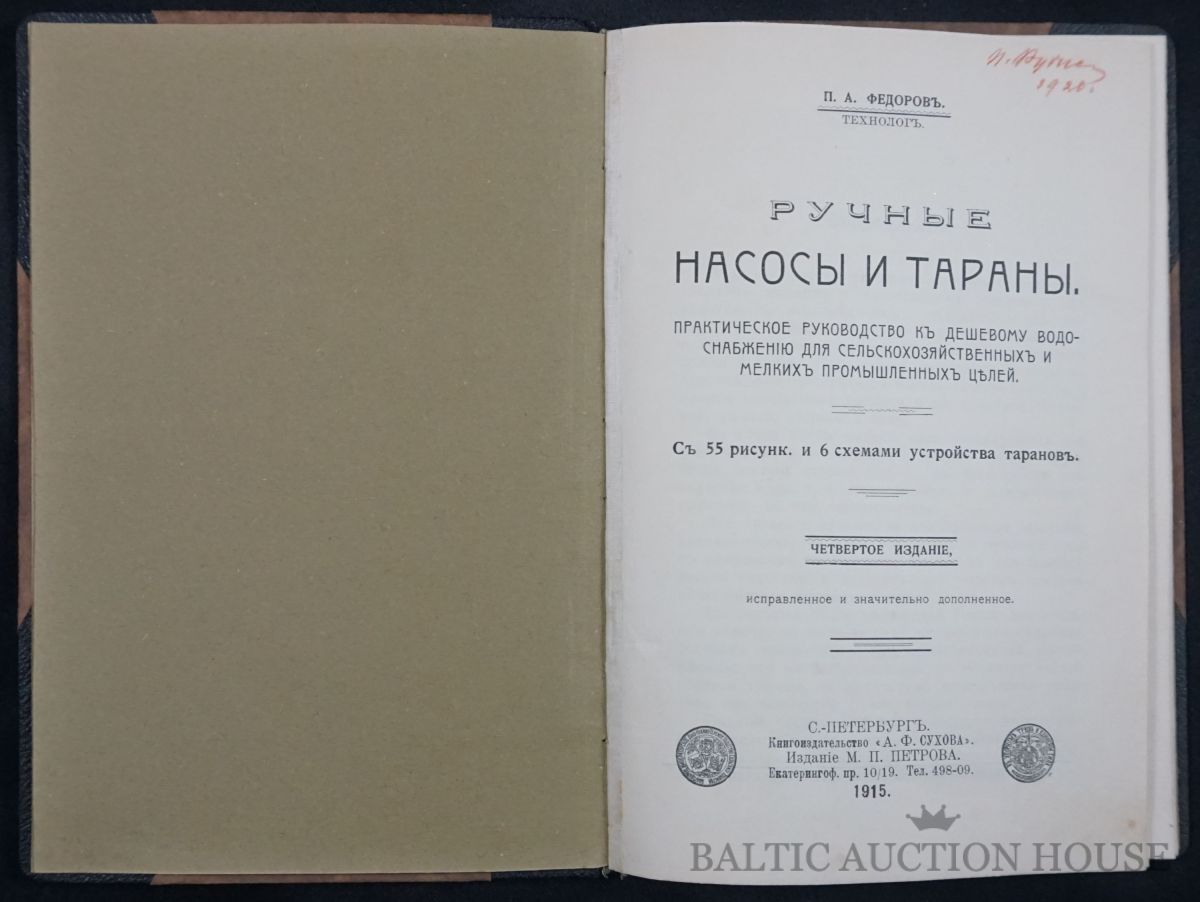 1920
П. А. ФЕДОРОВЪ.
ТЕХНОЛОГЪ.
РУЧНЫЕ
НАСОСЫ И ТАРАНЫ.
ПРАКТИЧЕСКОЕ РУКОВОДСТВО КЪ ДЕШЕВОМУ ВОДО-
СНАБЖЕНІЮ ДЛЯ СЕЛЬСКОХОЗЯЙСТВЕННЫХЪ И
МЕЛКИХЪ ПРОМЫШЛЕННЫХЪ ЦѢЛЕЙ.
Съ 55 рисунк. и 6 схемами устройства тарановъ.
ЧЕТВЕРТОЕ ИЗДАНІЕ,
исправленное и значительно дополненное.
С.-ПЕТЕРБУРГЪ.
Книгоиздательство «А. Ф. СУХОВА».
Изданіе М. П. ПЕТРОВА.
Екатерингоф. пр. 10/19. Тел. 498-09.
1915.
BALTIC AUCTION HOUSE